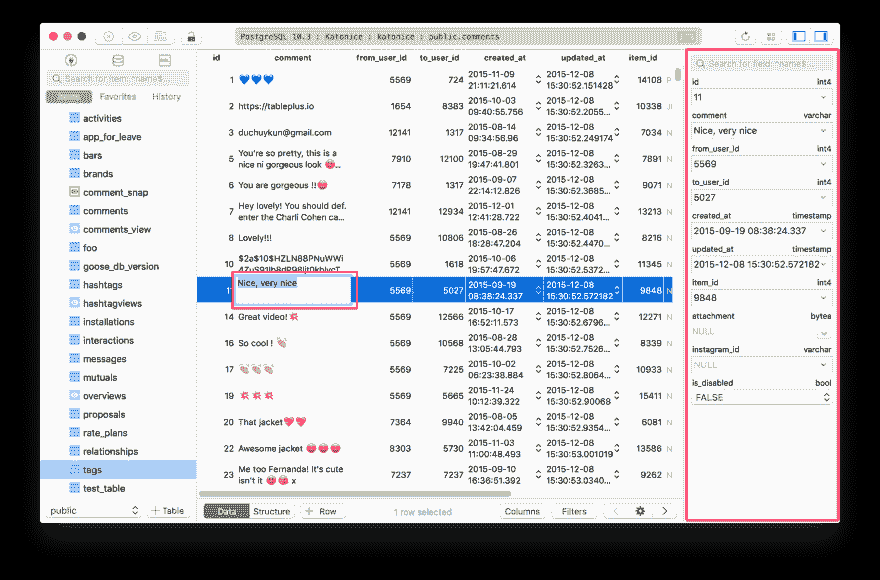 PostgreSQL 10.3 : Katonice : katonice : public.comments
Search for item: ^name$...
Favorites History
activities
app_for_leave
bars
brands
comment_snap
comments
comments_view
foo
goose_db_version
hashtags
hashtagviews
installations
interactions
messages
mutuals
overviews
proposals
rate_plans
relationships
tags
test_table
public + Table
id comment from_user_id to_user_id created_at updated_at item_id
1 💙💙💙 5569 724 2015-11-09 2015-12-08 14108
21:11:21.614 15:30:52.151428
2 https://tableplus.io 1654 8383 2015-10-03 2015-12-08 10338
09:40:55.756 15:30:52.2055...
3 duchuykun@gmail.com 12141 1317 2015-08-14 2015-12-08 7034 N
09:34:56.96 15:30:52.249174
5 You're so pretty, this is a 7910 12100 2015-08-29 2015-12-08 7891 N
nice ni gorgeous look 🍓... 19:47:41.801 15:30:52.3263...
6 You are gorgeous !!🍓 7178 1317 2015-09-07 2015-12-08 9071 N
22:14:12.826 15:30:52.3685...
7 Hey lovely! You should def. 12141 12934 2015-12-01 2015-12-08 13213 N
enter the Charli Cohen ca... 12:41:28.722 15:30:52.4041...
8 Lovely!!! 5569 10806 2015-08-26 2015-12-08 8216 N
18:28:47.204 15:30:52.4470...
10 $2a$10$HZLN88PNuWWi 5569 1618 2015-10-06 2015-12-08 11345 N
19:57:47.672 15:30:52.5372...
11 Nice, very nice 5569 5027 2015-09-19 2015-12-08 9848 N
08:38:24.337 15:30:52.572182
14 Great video!💥 5569 12566 2015-10-17 2015-12-08 12271 N
16:52:11.573 15:30:52.6796...
16 So cool ! 🍬 5569 10568 2015-08-28 2015-12-08 8339 N
13:05:44.793 15:30:52.7526...
17 🍬🍬🍬 5569 7225 2015-10-02 2015-12-08 10933 N
06:23:38.884 15:30:52.8064...
19 💥💥💥 5569 5665 2015-11-24 2015-12-08 15411 N
10:12:39.322 15:30:52.90068
20 That jacket💖💖 7364 9940 2015-08-05 2015-12-08 6081 N
13:42:04.459 15:30:52.9354...
22 Awesome jacket 🍓🍓🍓 8303 5730 2015-11-03 2015-12-08 13586 N
11:00:48.493 15:30:53.001019
23 Me too Fernanda! It's cute 7237 7237 2015-09-10 2015-12-08 9262 N
isn't it 🍓🍓 x 16:36:51.392 15:30:53.0340...
Data Structure + Row 1 row selected Columns Filters
Search for field: ^name$...
id int4
11
comment varchar
Nice, very nice
from_user_id int4
5569
to_user_id int4
5027
created_at timestamp
2015-09-19 08:38:24.337
updated_at timestamp
2015-12-08 15:30:52.572182
item_id int4
9848
attachment bytea
NULL
instagram_id varchar
NULL
is_disabled bool
FALSE